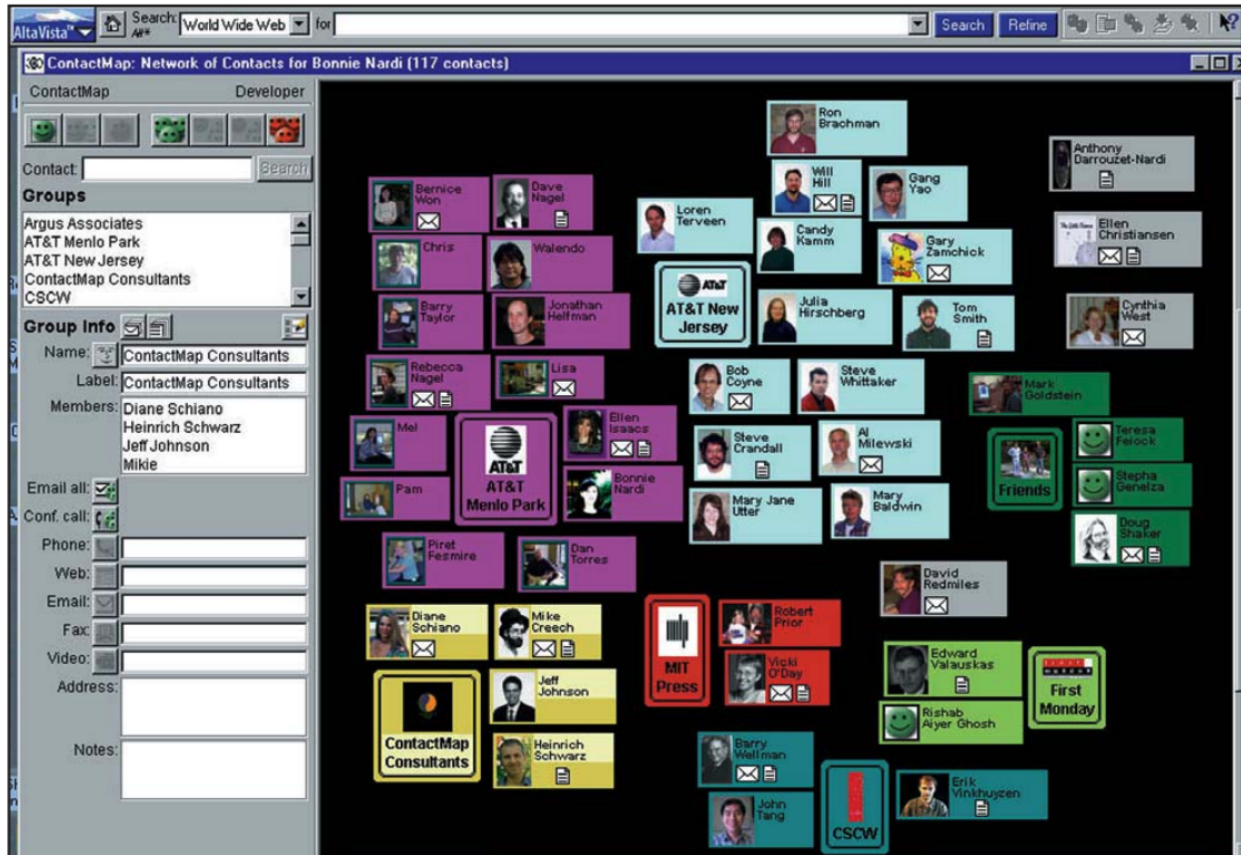 AltaVista™
Search:
World Wide Web
for
Search
Refine
ContactMap: Network of Contacts for Bonnie Nardi (117 contacts)
ContactMap
Developer
Contact:
Search
Groups
Argus Associates
AT&T Menlo Park
AT&T New Jersey
ContactMap Consultants
CSCW
Group Info
Name:
ContactMap Consultants
Label:
ContactMap Consultants
Members:
Diane Schiano
Heinrich Schwarz
Jeff Johnson
Mikie
Email all:
Conf. call:
Phone:
Web:
Email:
Fax:
Video:
Address:
Notes:
Bernice
Won
Dave
Nagel
Chris
Walendo
Barry
Taylor
Jonathan
Helfman
Rebecca
Nagel
Lisa
Mel
AT&T
AT&T
Menlo Park
Ellen
Isaacs
Pam
Bonnie
Nardi
Piret
Fesmire
Dan
Torres
Ron
Brachman
Will
Hill
Gang
Yao
Loren
Terveen
Candy
Kamm
Gary
Zamchick
AT&T
AT&T New
Jersey
Julia
Hirschberg
Tom
Smith
Bob
Coyne
Steve
Whittaker
Steve
Crandall
Al
Milewski
Mary Jane
Utter
Mary
Baldwin
Anthony
Darrouzet-Nardi
Ellen
Christiansen
Cynthia
West
Mark
Goldstein
Friends
Teresa
Feiock
Stepha
Genelza
Doug
Shaker
David
Redmiles
Diane
Schiano
Mike
Creech
ContactMap
Consultants
Jeff
Johnson
Heinrich
Schwarz
MIT
Press
Robert
Prior
Vicki
O'Day
Edward
Valauskas
Rishab
Aiyer Ghosh
First
Monday
Barry
Wellman
John
Tang
CSCW
Erik
Vinkhuyzen